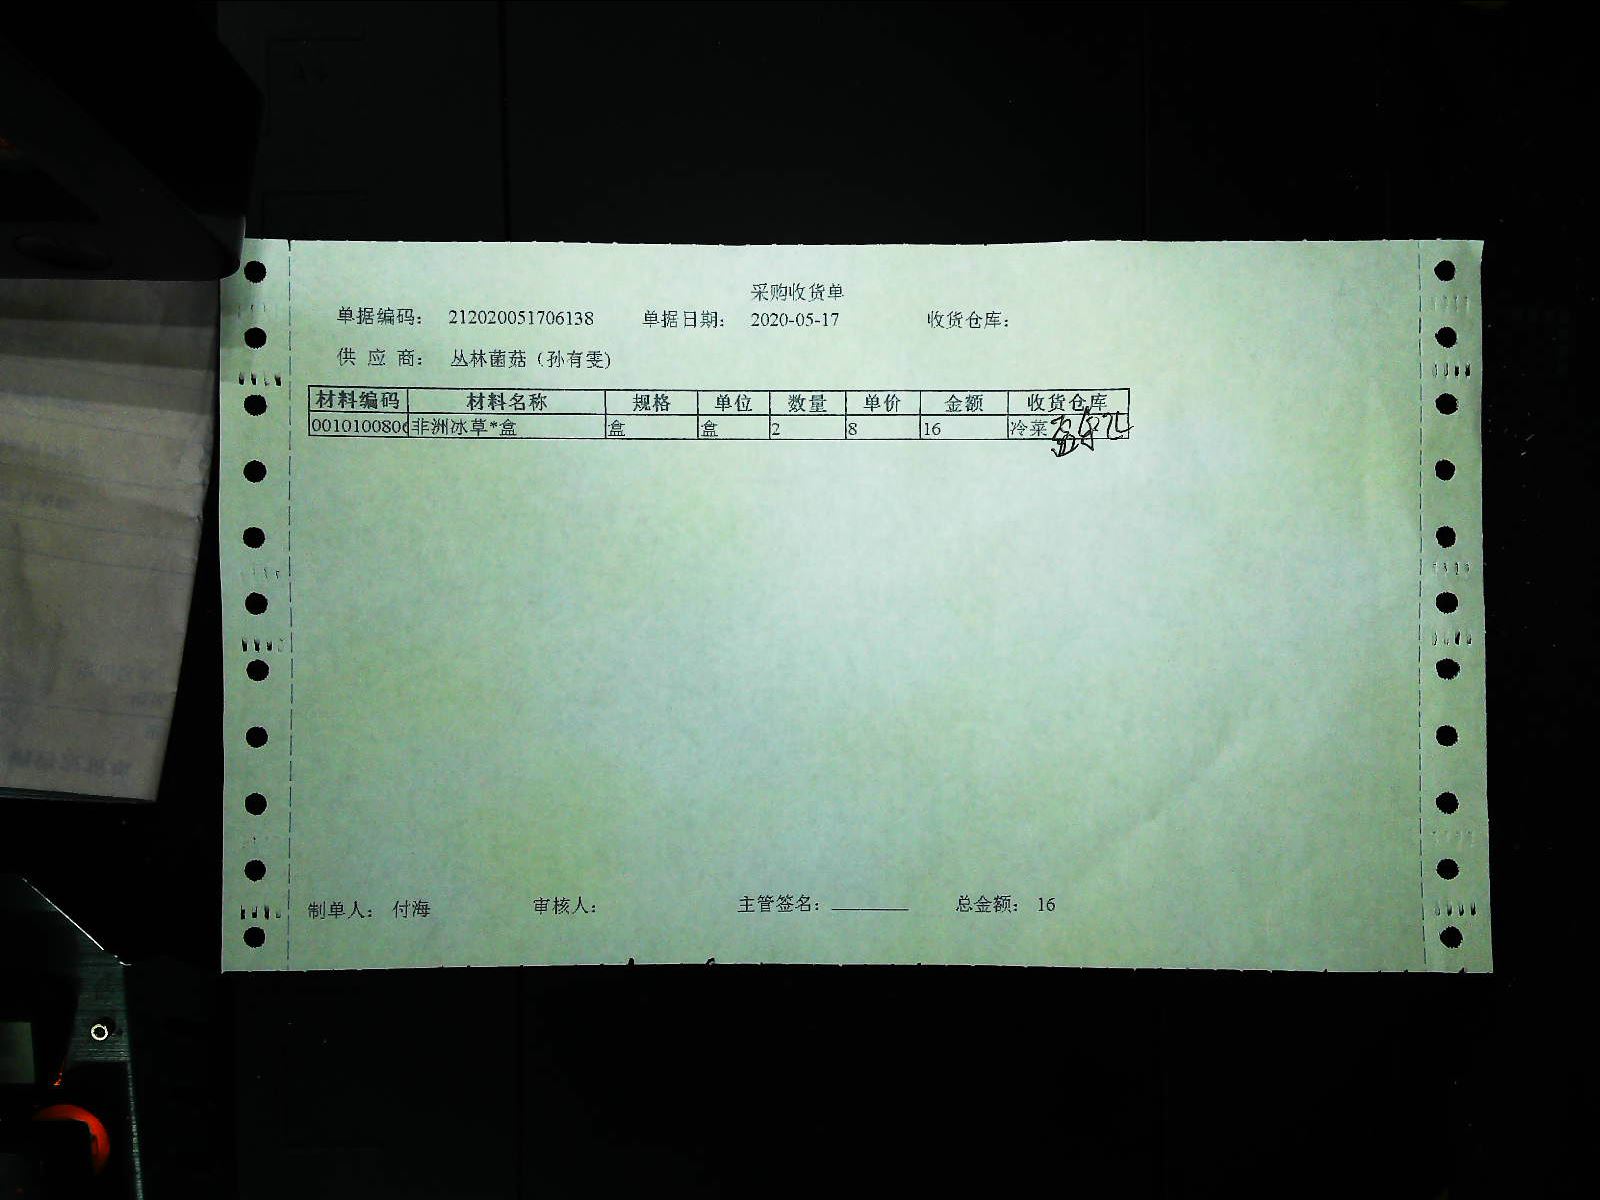 采购收货单
单据编码： 212020051706138 单据日期： 2020-05-17 收货仓库：
供 应 商： 丛林菌菇（孙有雯)
材料编码 材料名称 规格 单位 数量 单价 金额 收货仓库
0010100806 非洲冰草*盒 盒 盒 2 8 16 冷菜
制单人： 付海 审核人： 主管签名： 总金额： 16